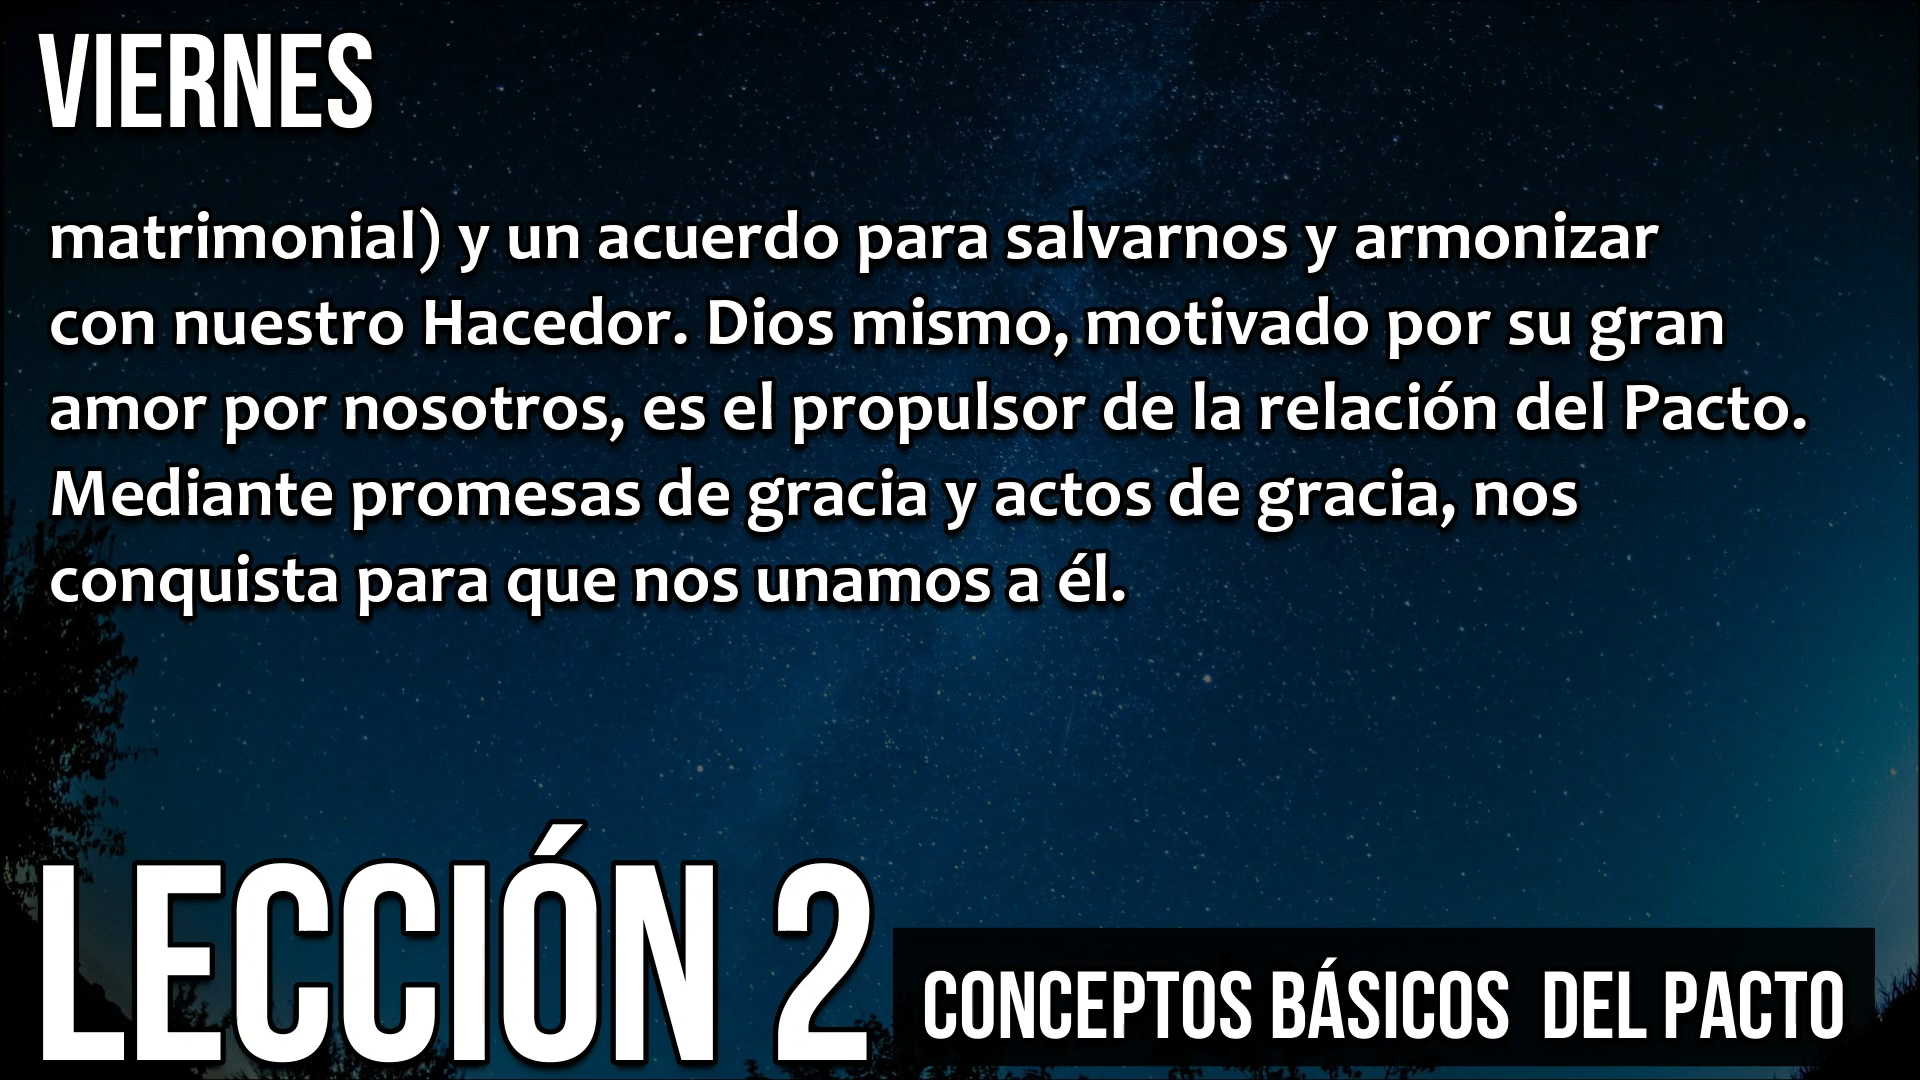 VIERNES
matrimonial) y un acuerdo para salvarnos y armonizar
con nuestro Hacedor. Dios mismo, motivado por su gran
amor por nosotros, es el propulsor de la relación del Pacto.
Mediante promesas de gracia y actos de gracia, nos
conquista para que nos unamos a él.
LECCIÓN 2
CONCEPTOS BÁSICOS DEL PACTO